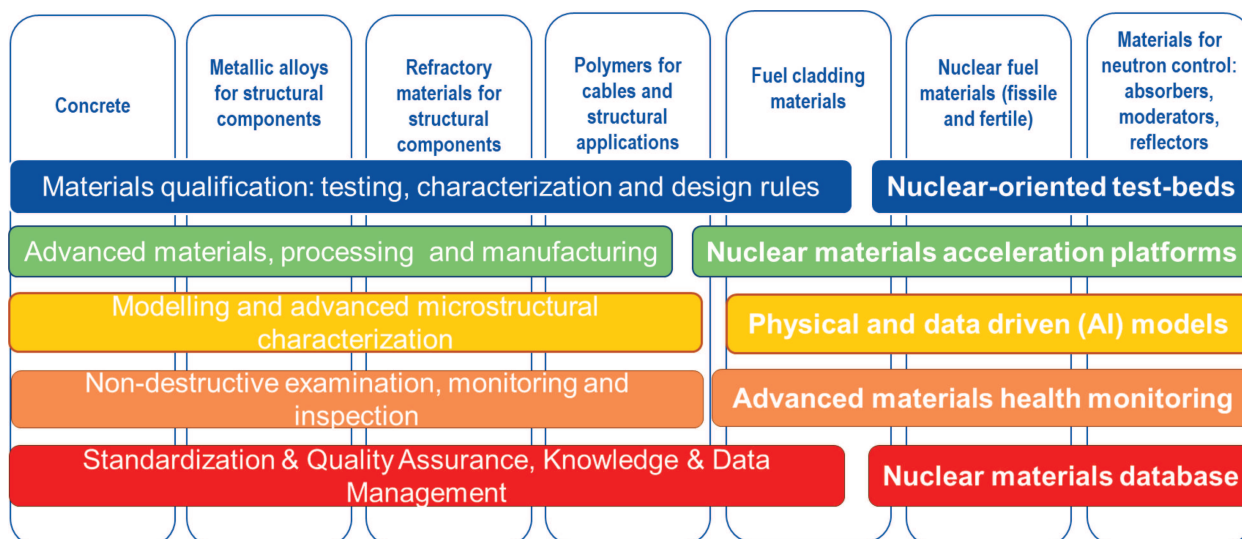 Concrete
Metallic alloys
for structural
components
Refractory
materials for
structural
components
Polymers for
cables and
structural
applications
Fuel cladding
materials
Nuclear fuel
materials (fissile
and fertile)
Materials for
neutron control:
absorbers,
moderators,
reflectors
Materials qualification: testing, characterization and design rules
Nuclear-oriented test-beds
Advanced materials, processing and manufacturing
Nuclear materials acceleration platforms
Modelling and advanced microstructural
characterization
Physical and data driven (AI) models
Non-destructive examination, monitoring and
inspection
Advanced materials health monitoring
Standardization & Quality Assurance, Knowledge & Data
Management
Nuclear materials database